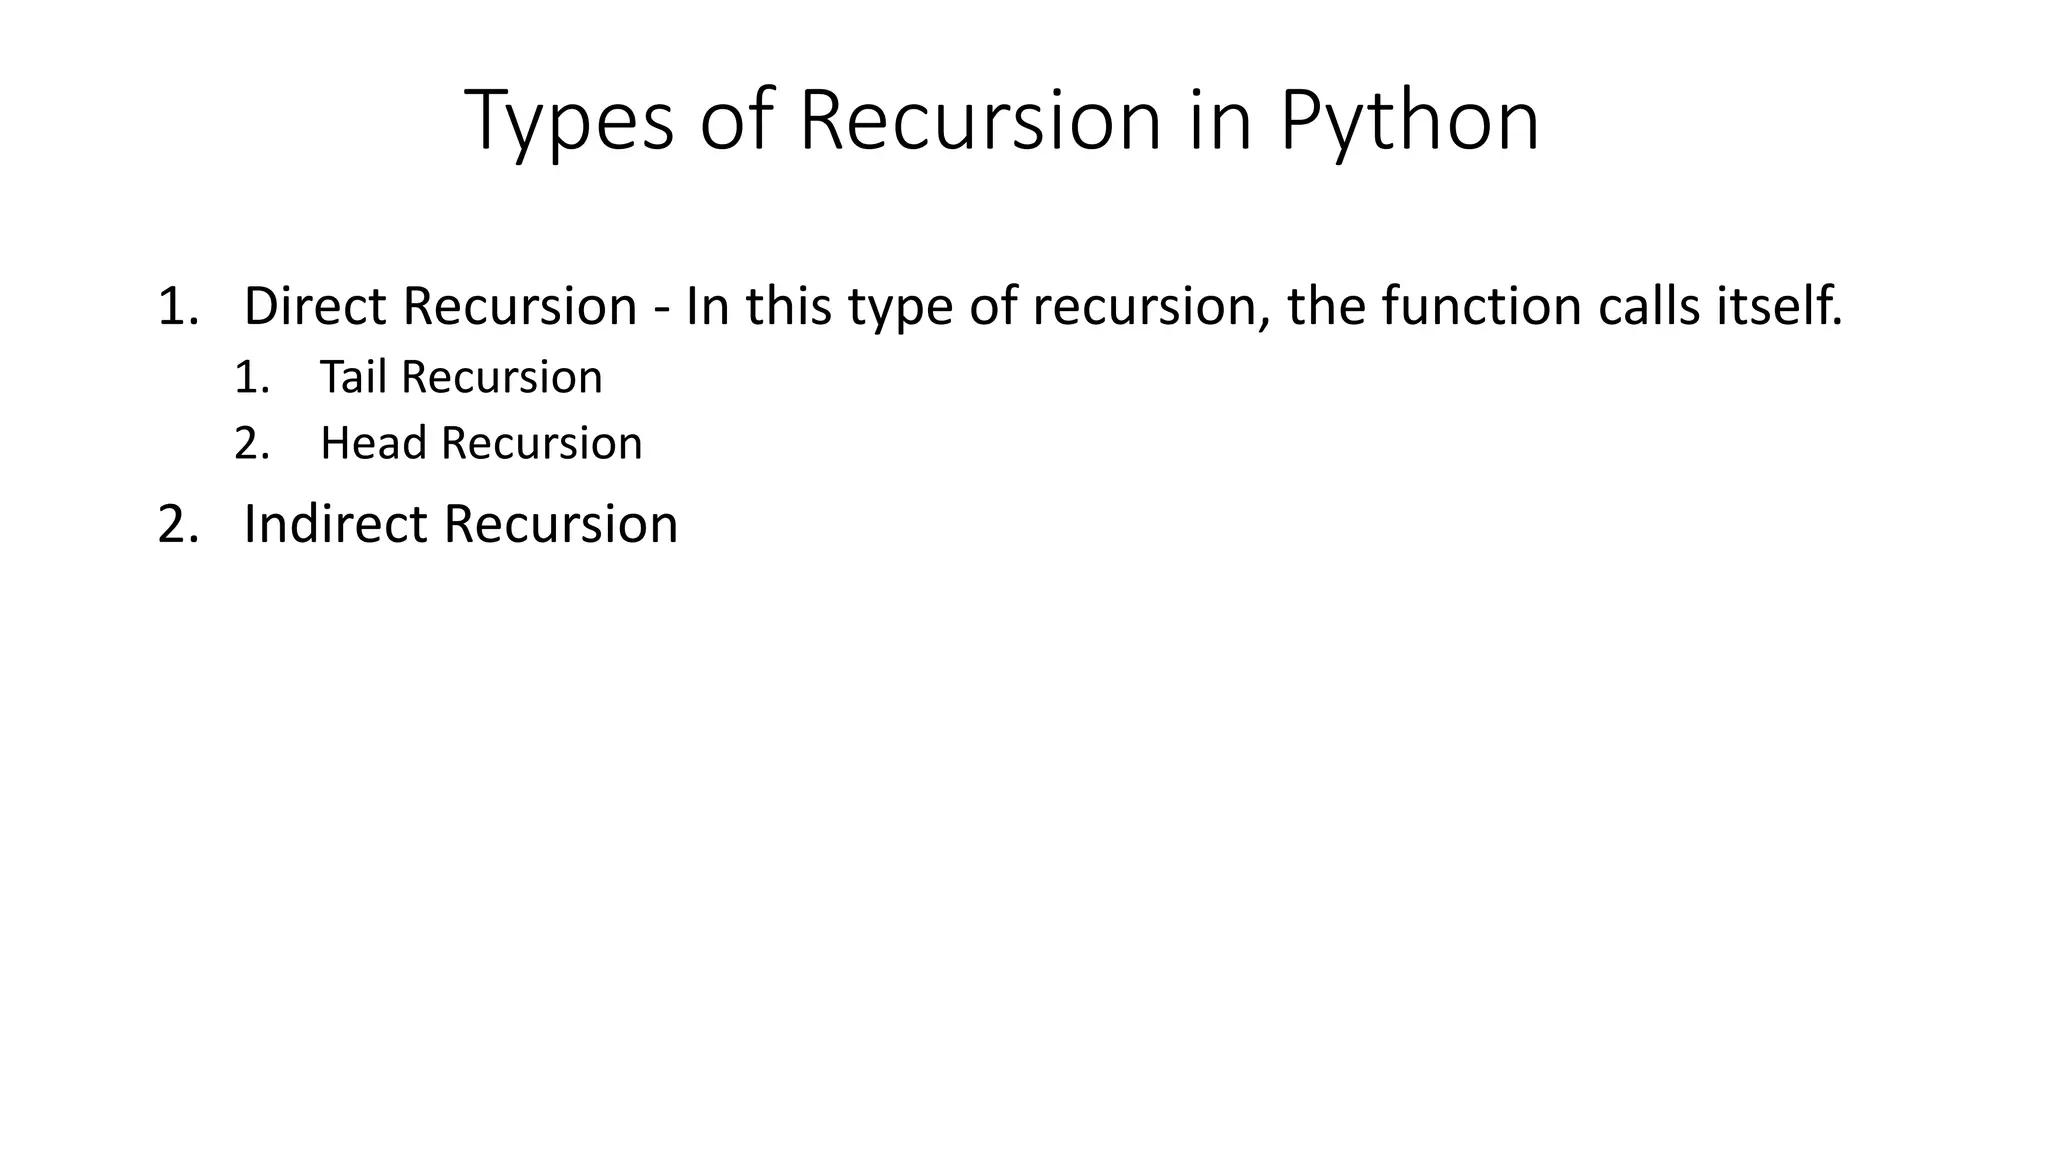 Types of Recursion in Python
1. Direct Recursion - In this type of recursion, the function calls itself.
1. Tail Recursion
2. Head Recursion
2. Indirect Recursion